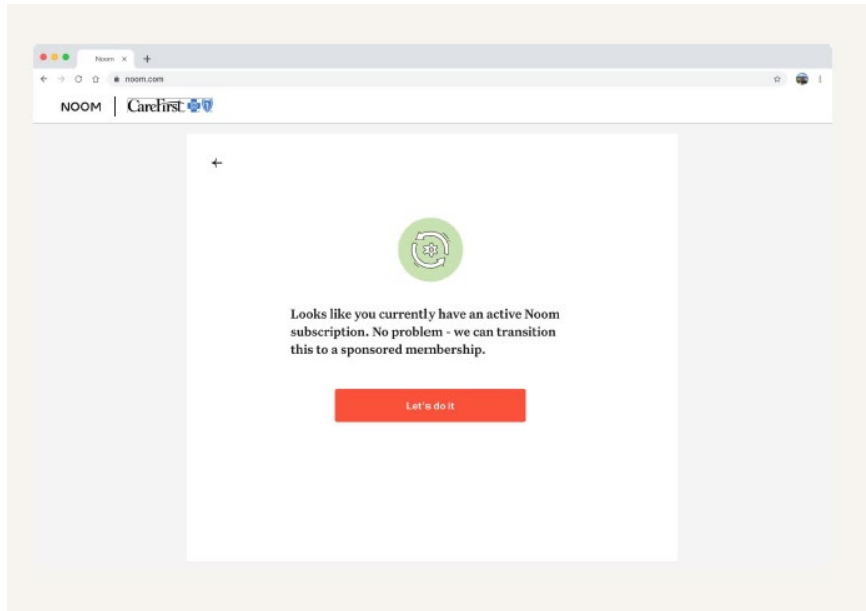 Noom
noom.com
NOOM
CareFirst
Looks like you currently have an active Noom
subscription. No problem - we can transition
this to a sponsored membership.
Let's do it